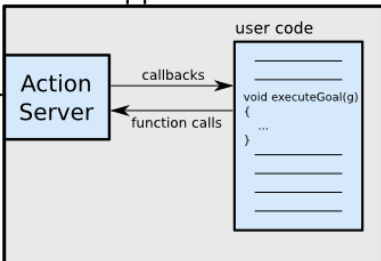 user code
callbacks
Action
Server
function calls
void executeGoal(g)
{
...
}